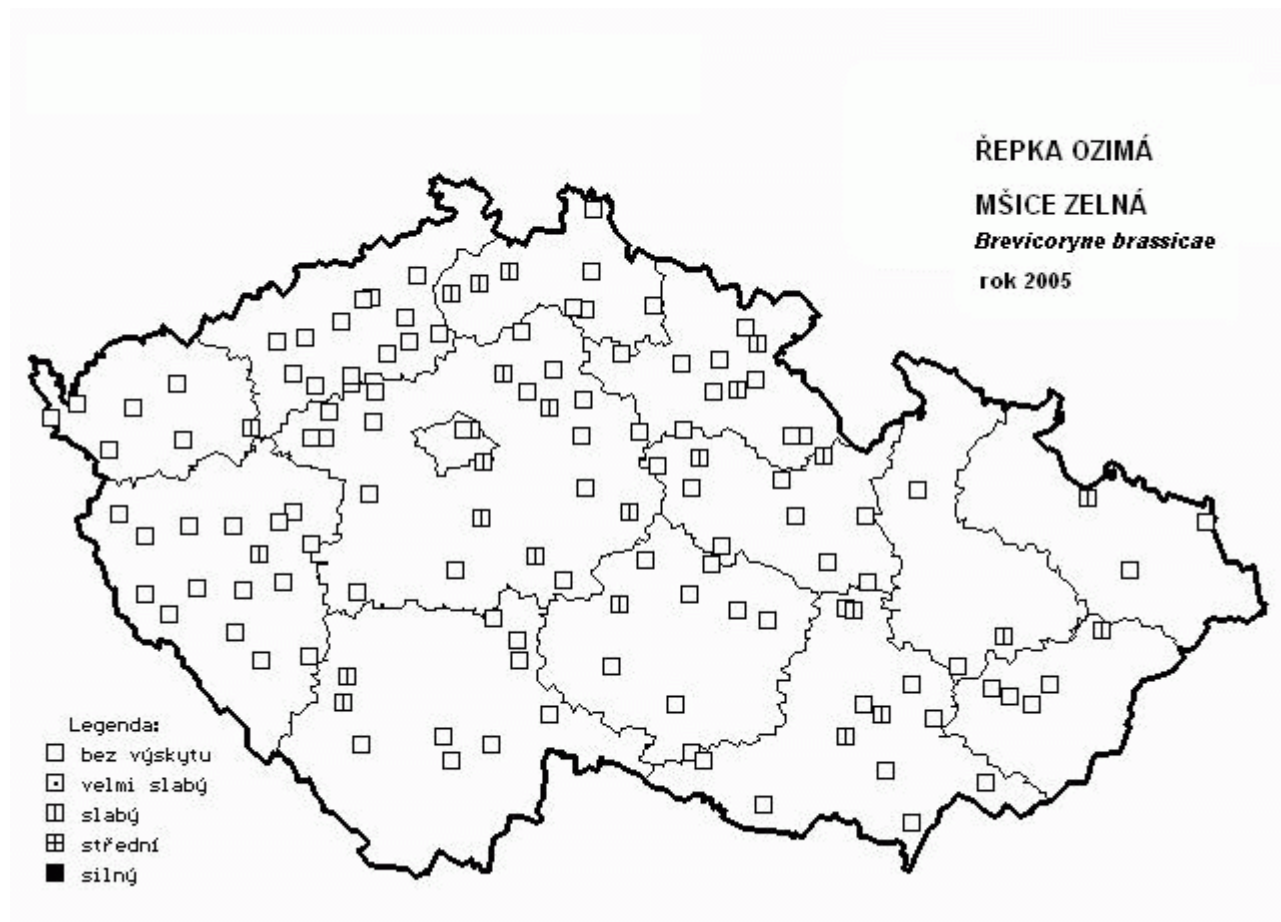 ŘEPKA OZIMÁ
MŠICE ZELNÁ
Brevicoryne brassicae
rok 2005
Legenda:
bez výskytu
velmi slabý
slabý
střední
silný